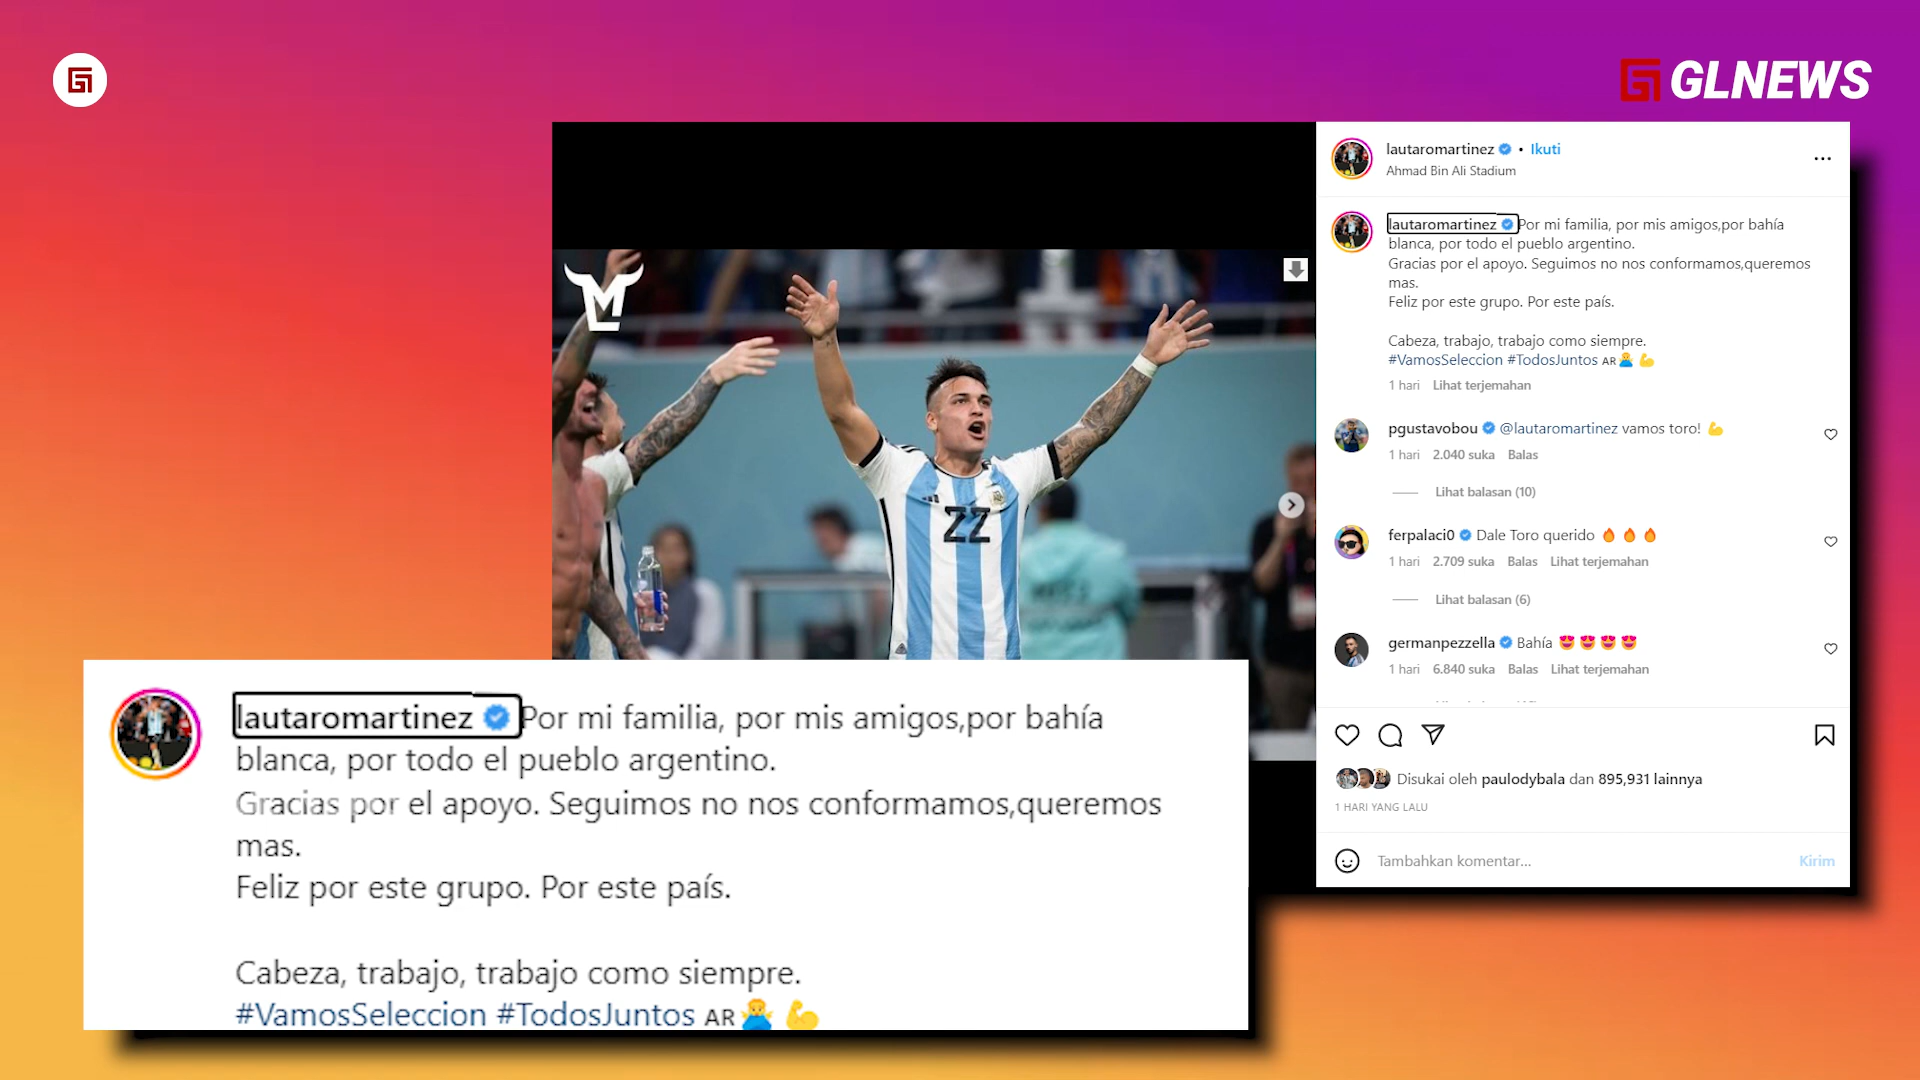 GLNEWS
lautaromartinez • Ikuti
Ahmad Bin Ali Stadium
lautaromartinez Por mi familia, por mis amigos,por bahía
blanca, por todo el pueblo argentino.
Gracias por el apoyo. Seguimos no nos conformamos,queremos
mas.
Feliz por este grupo. Por este país.
Cabeza, trabajo, trabajo como siempre.
#VamosSeleccion #TodosJuntos AR🤷‍♂️💪
1 hari Lihat terjemahan
pgustavobou @lautaromartinez vamos toro! 💪
1 hari 2.040 suka Balas
Lihat balasan (10)
ferpalaci0 Dale Toro querido 🔥🔥🔥
1 hari 2.709 suka Balas Lihat terjemahan
Lihat balasan (6)
germanpezzella Bahía 😍😍😍😍
1 hari 6.840 suka Balas Lihat terjemahan
Disukai oleh paulodybala dan 895,931 lainnya
1 HARI YANG LALU
Tambahkan komentar... Kirim
22
lautaromartinez Por mi familia, por mis amigos,por bahía
blanca, por todo el pueblo argentino.
Gracias por el apoyo. Seguimos no nos conformamos,queremos
mas.
Feliz por este grupo. Por este país.
Cabeza, trabajo, trabajo como siempre.
#VamosSeleccion #TodosJuntos AR🤷‍♂️💪